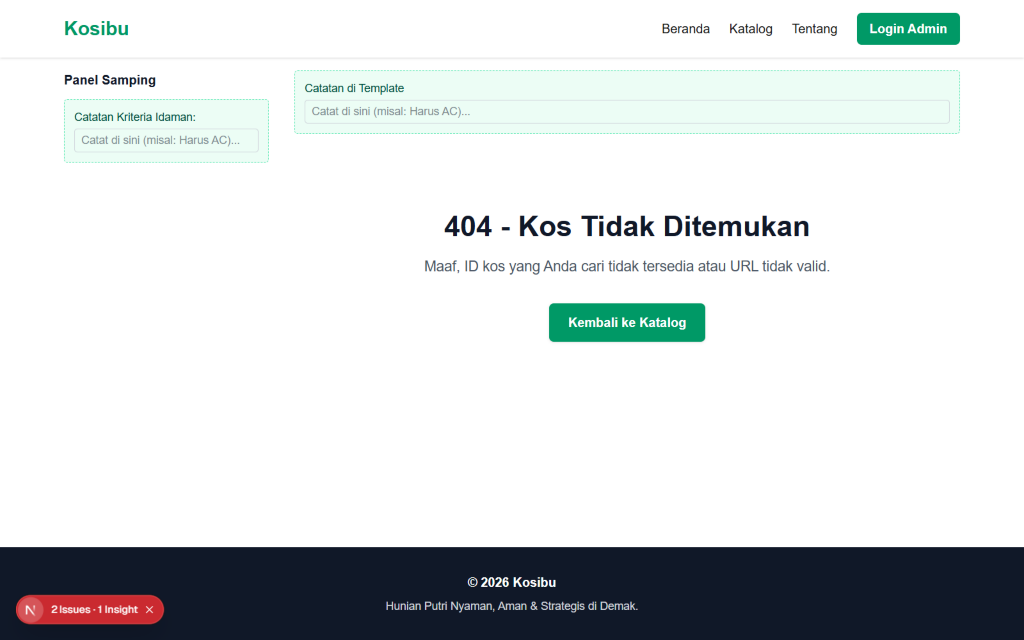 Kosibu
Beranda
Katalog
Tentang
Login Admin
Panel Samping
Catatan Kriteria Idaman:
Catat di sini (misal: Harus AC)...
Catatan di Template
Catat di sini (misal: Harus AC)...
404 - Kos Tidak Ditemukan
Maaf, ID kos yang Anda cari tidak tersedia atau URL tidak valid.
Kembali ke Katalog
© 2026 Kosibu
Hunian Putri Nyaman, Aman & Strategis di Demak.
N 2 Issues · 1 Insight ×